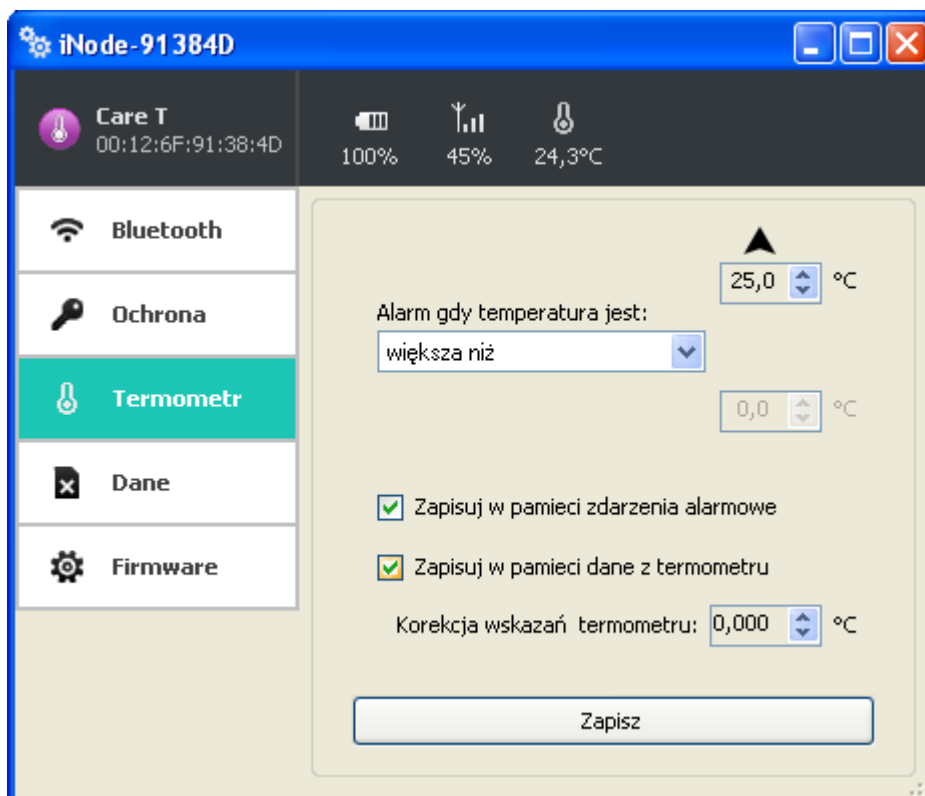 iNode-91384D
Care T
00:12:6F:91:38:4D
100%
45%
24,3°C
Bluetooth
Ochrona
Termometr
Dane
Firmware
25,0 °C
Alarm gdy temperatura jest:
większa niż
0,0 °C
Zapisuj w pamieci zdarzenia alarmowe
Zapisuj w pamieci dane z termometru
Korekcja wskazań termometru: 0,000 °C
Zapisz